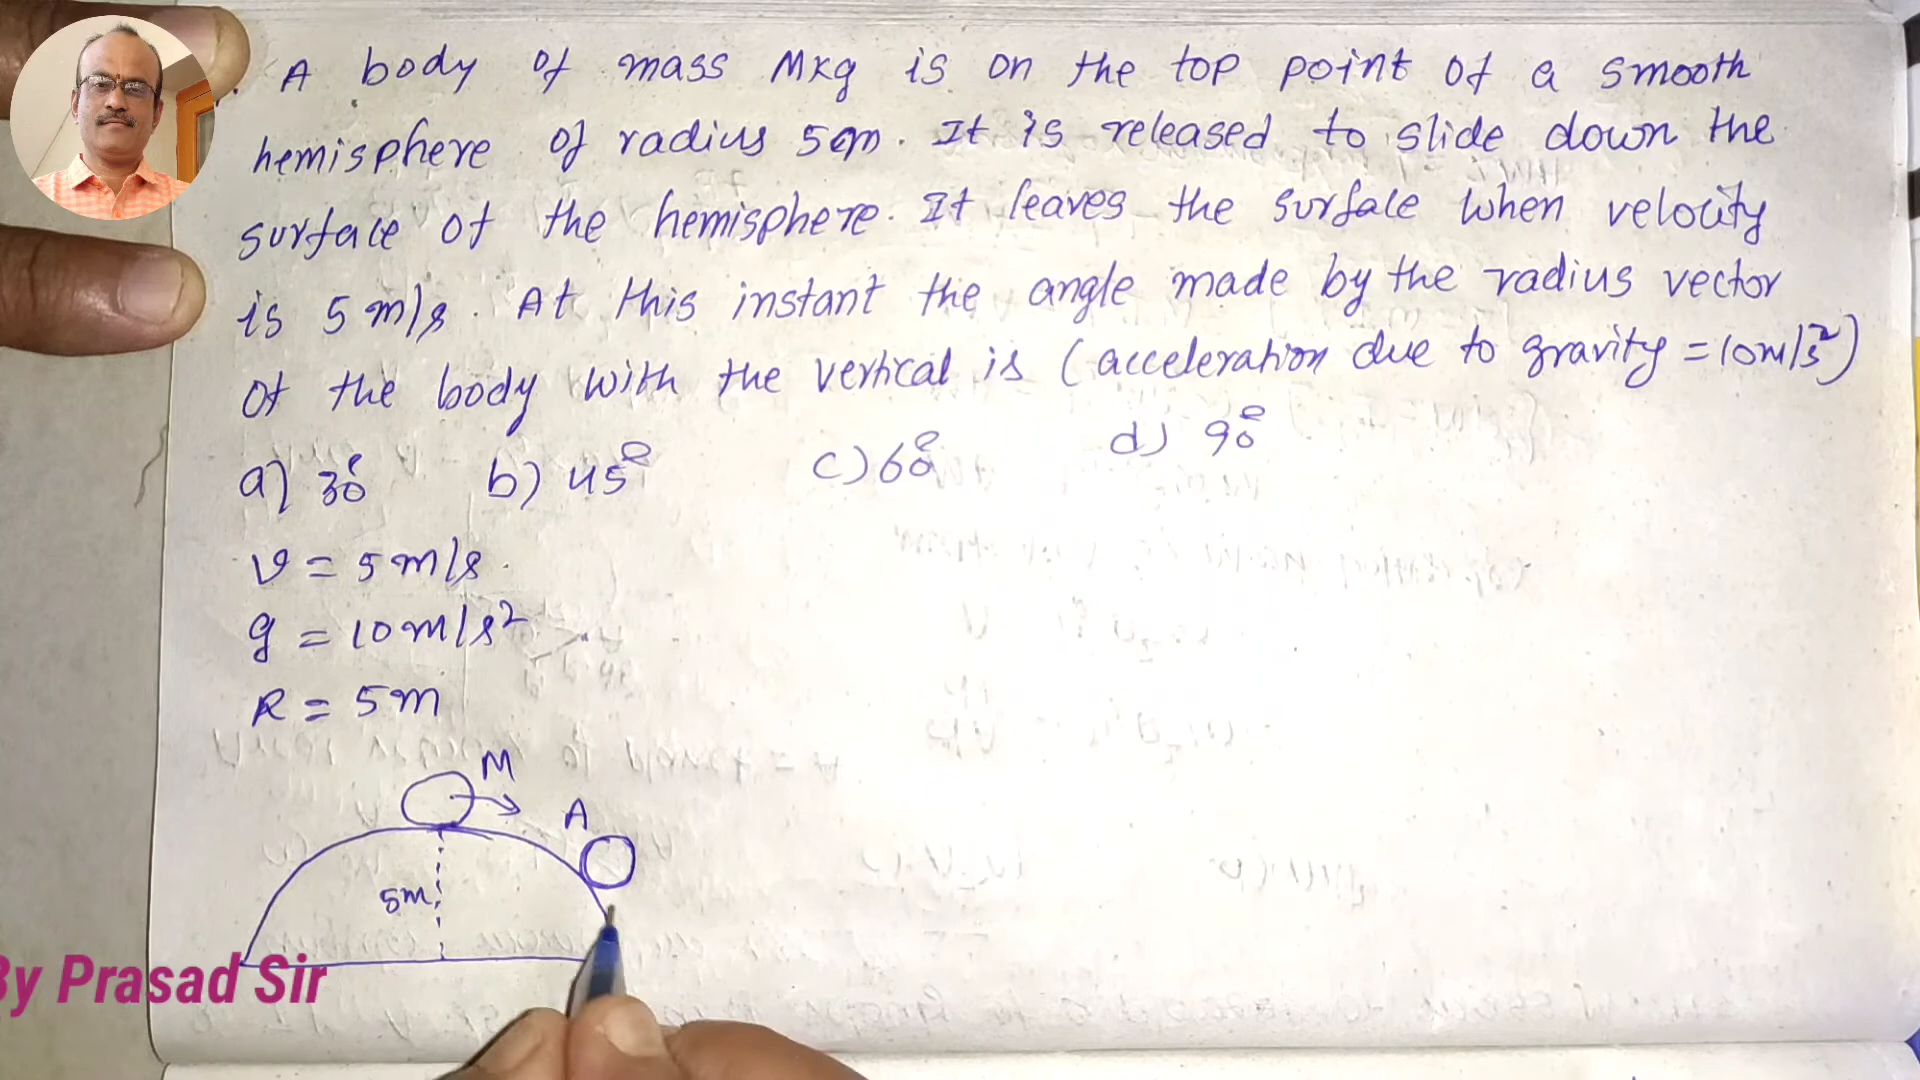 A body of mass Mkg is on the top point of a smooth
hemisphere of radius 5m. It is released to slide down the
surface of the hemisphere. It leaves the surface when velocity
is 5 m/s. At this instant the angle made by the radius vector
of the body with the vertical is (acceleration due to gravity = 10m/s²)
a) 30° b) 45° c) 60° d) 90°
v = 5 m/s.
g = 10 m/s²
R = 5m
M
A
5m
By Prasad Sir